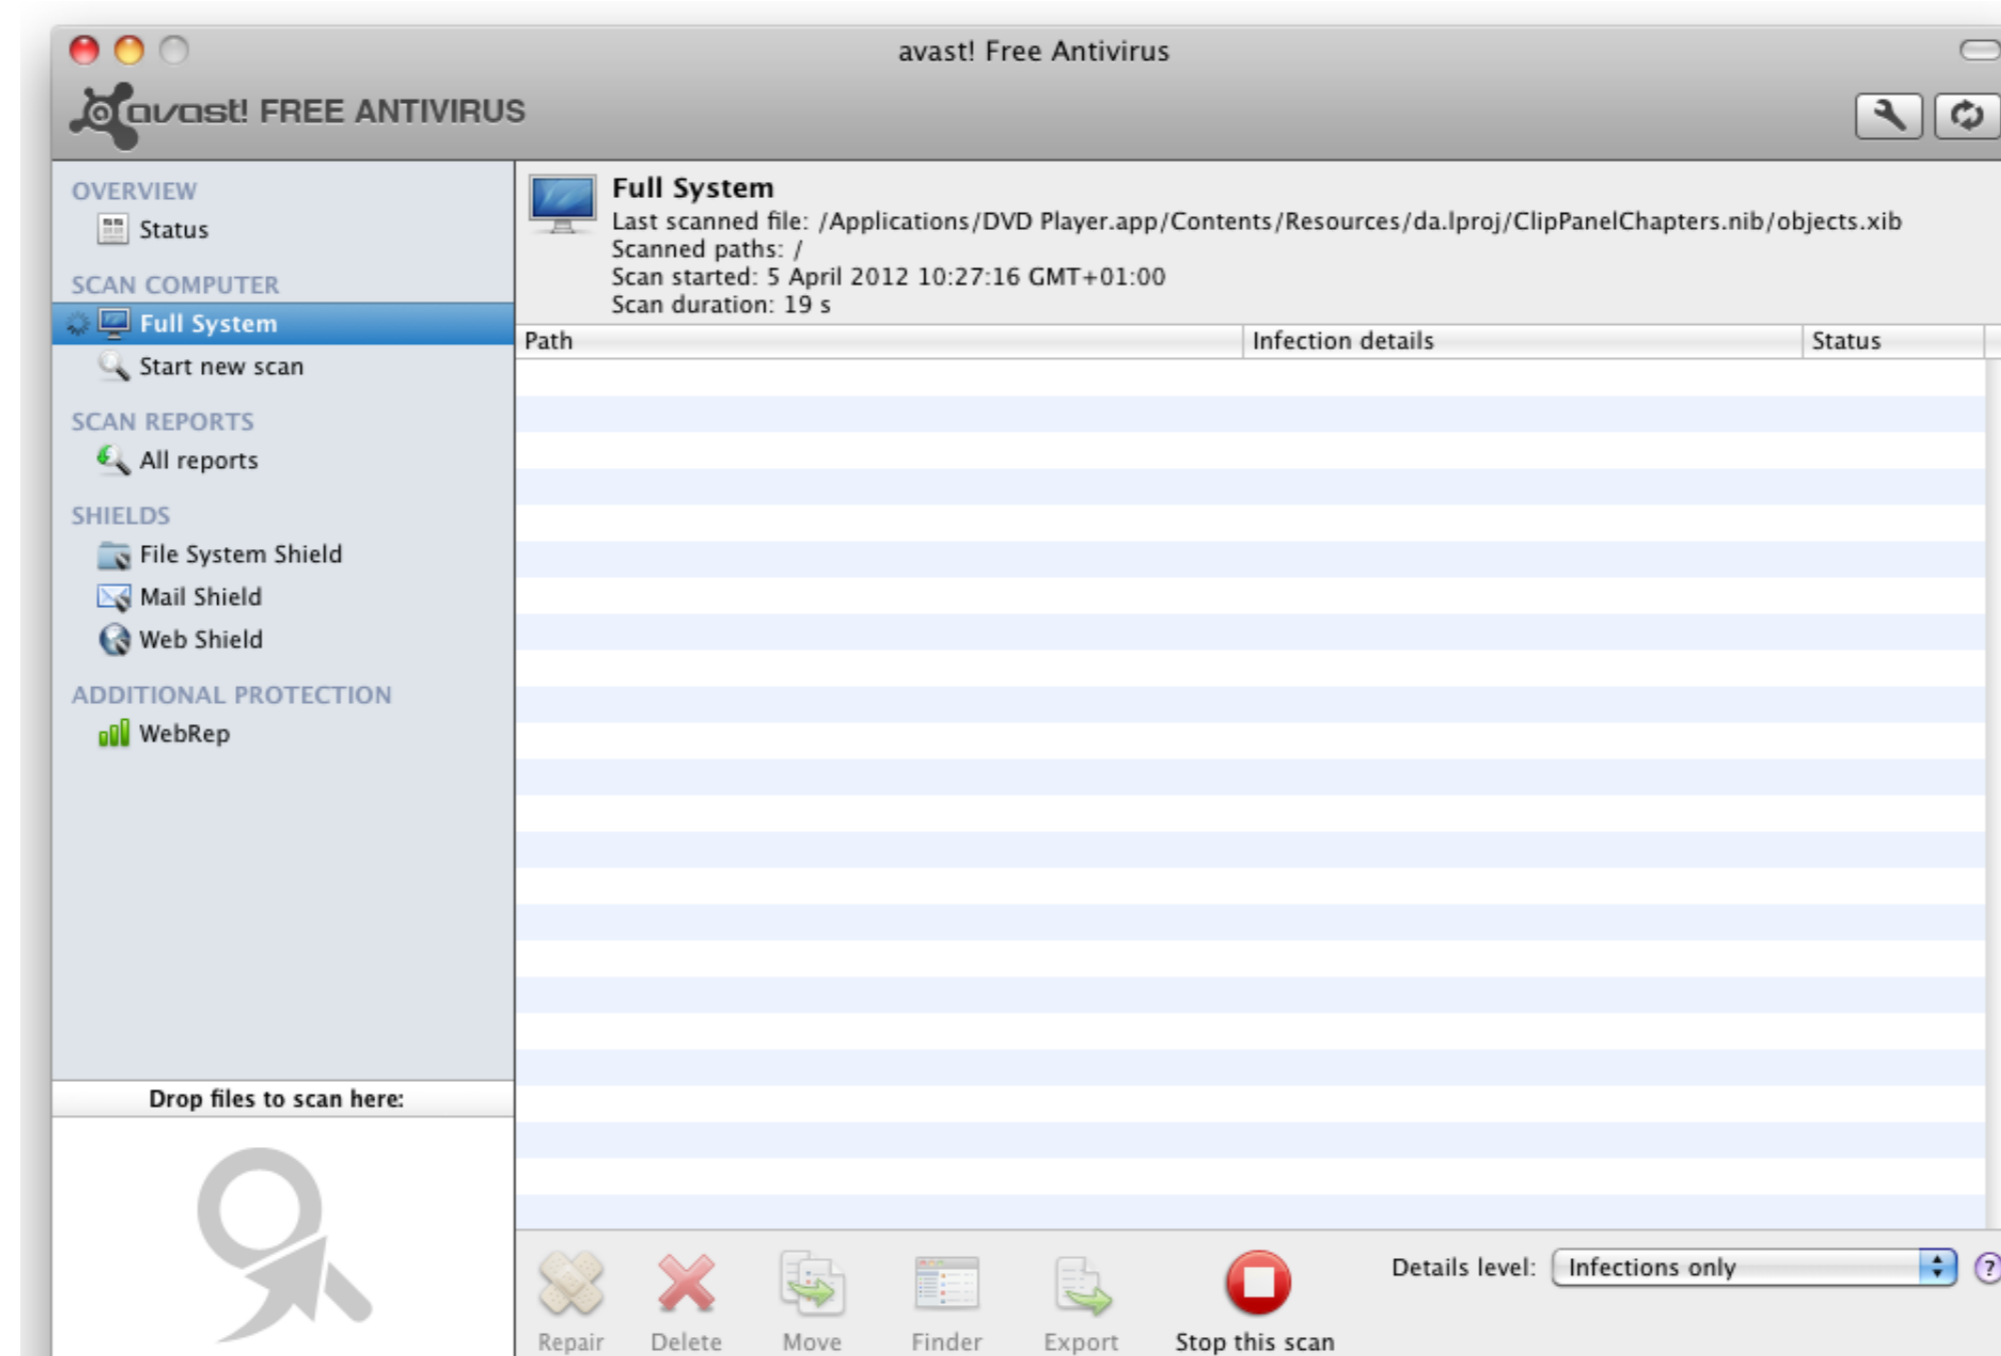 avast! Free Antivirus
avast! FREE ANTIVIRUS
OVERVIEW
Status
SCAN COMPUTER
Full System
Start new scan
SCAN REPORTS
All reports
SHIELDS
File System Shield
Mail Shield
Web Shield
ADDITIONAL PROTECTION
WebRep
Drop files to scan here:
Full System
Last scanned file: /Applications/DVD Player.app/Contents/Resources/da.lproj/ClipPanelChapters.nib/objects.xib
Scanned paths: /
Scan started: 5 April 2012 10:27:16 GMT+01:00
Scan duration: 19 s
Path Infection details Status
Details level: Infections only ?
Repair Delete Move Finder Export Stop this scan